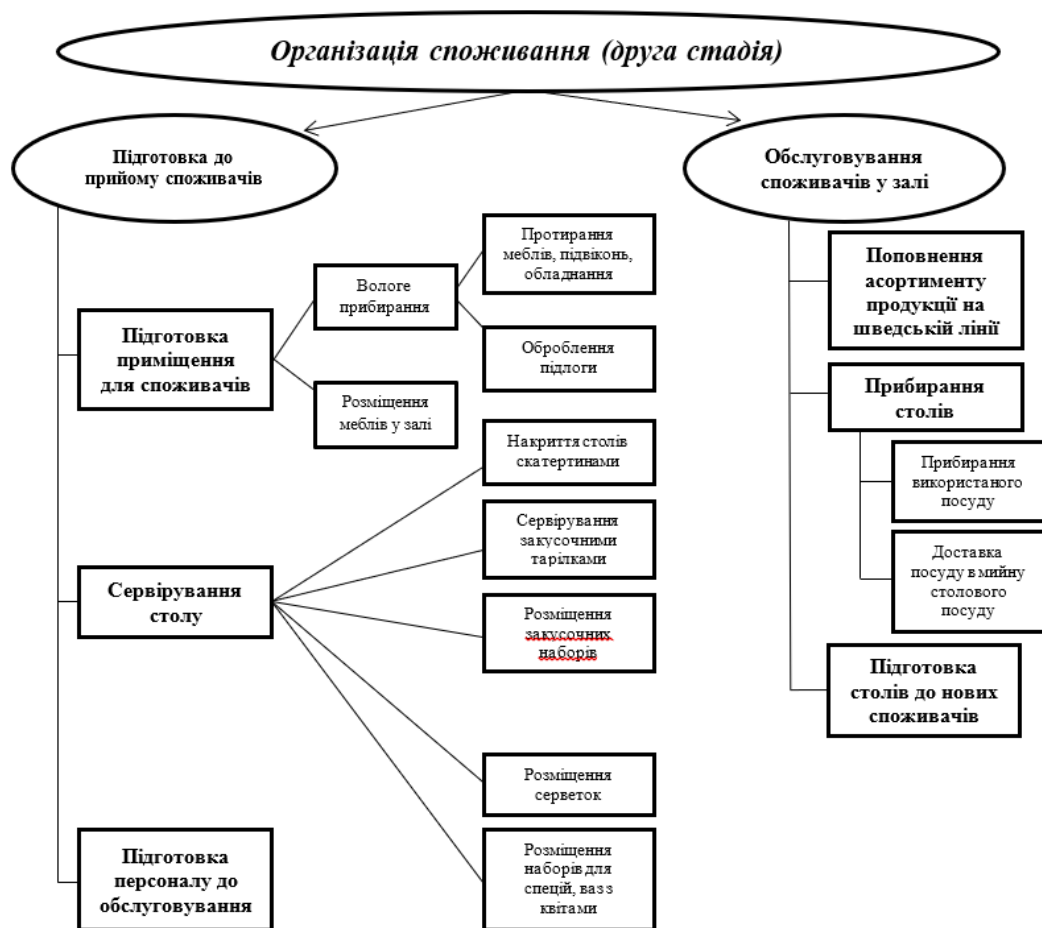 Організація споживання (друга стадія)
Підготовка до
прийому споживачів
Обслуговування
споживачів у залі
Підготовка
приміщення
для споживачів
Вологе
прибирання
Протирання
меблів, підвіконь,
обладнання
Оброблення
підлоги
Розміщення
меблів у залі
Сервірування
столу
Накриття столів
скатертинами
Сервірування
закусочними
тарілками
Розміщення
закусочних
наборів
Розміщення
серветок
Розміщення
наборів для
спецій, ваз з
квітами
Підготовка
персоналу до
обслуговування
Поповнення
асортименту
продукції на
шведській лінії
Прибирання
столів
Прибирання
використаного
посуду
Доставка
посуду в мийну
столового
посуду
Підготовка
столів до нових
споживачів